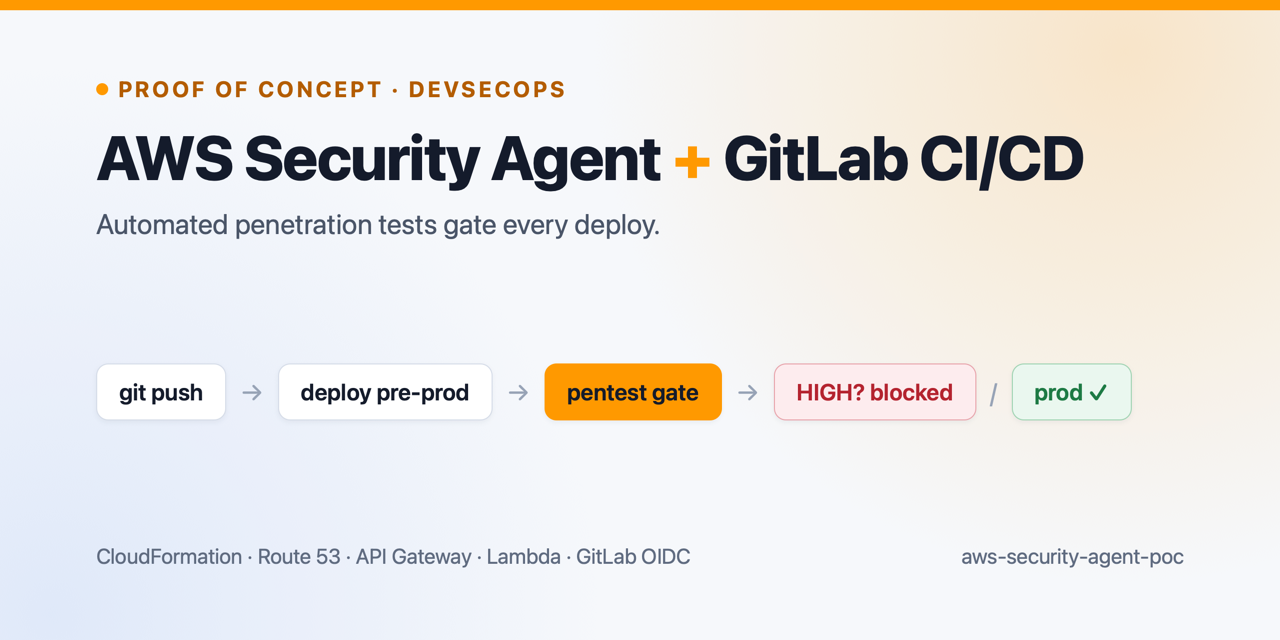 PROOF OF CONCEPT · DEVSECOPS
AWS Security Agent + GitLab CI/CD
Automated penetration tests gate every deploy.
git push → deploy pre-prod → pentest gate → HIGH? blocked / prod ✓
CloudFormation · Route 53 · API Gateway · Lambda · GitLab OIDC
aws-security-agent-poc